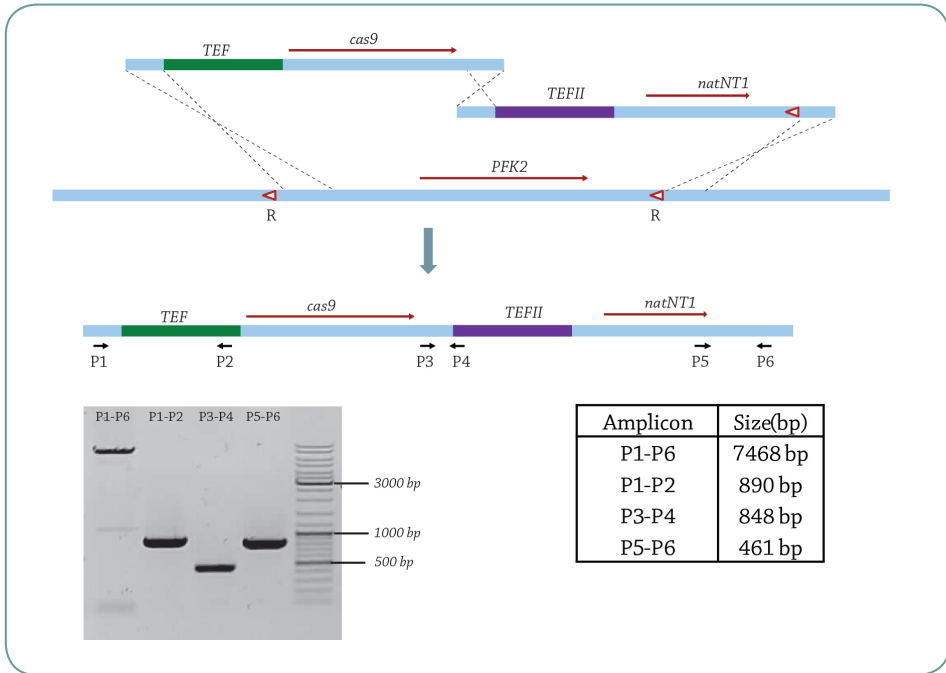 TEF
cas9
TEFII
natNT1
PFK2
R
R
TEF
cas9
TEFII
natNT1
P1
P2
P3
P4
P5
P6
P1-P6 P1-P2 P3-P4 P5-P6
3000 bp
1000 bp
500 bp
Amplicon Size(bp)
P1-P6 7468 bp
P1-P2 890 bp
P3-P4 848 bp
P5-P6 461 bp